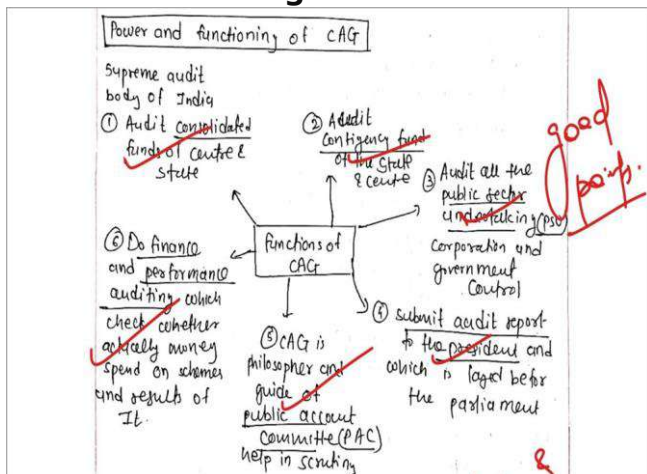 Power and functioning of CAG
Supreme audit
body of India
① Audit consolidated
funds of centre &
state
② Audit
contigency fund
of the State
& centre
③ Audit all the
public sector
undertaking (PSU)
corporation and
government
control
good
points.
functions of
CAG
⑥ Do finance
and performance
auditing which
check whether
actually money
spend on schemes
and results of
It.
⑤ CAG is
philosopher and
guide of
public account
committe (PAC)
help in scrutiny
④ submit audit report
to the president and
which is layed befor
the parliament
&